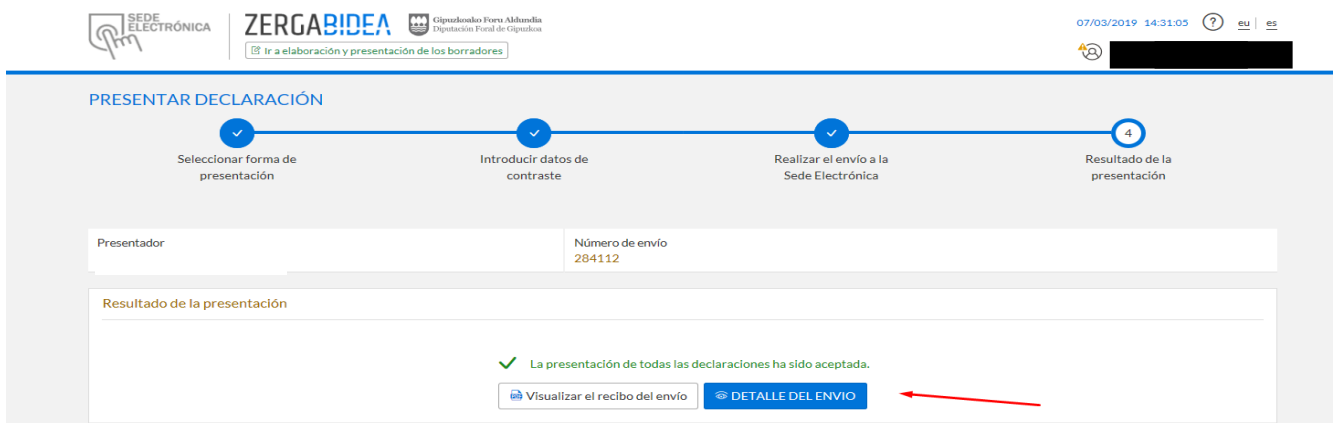 SEDE
ELECTRÓNICA
ZERGABIDEA
Gipuzkoako Foru Aldundia
Diputación Foral de Gipuzkoa
Ir a elaboración y presentación de los borradores
07/03/2019 14:31:05 ? eu | es
PRESENTAR DECLARACIÓN
4
Seleccionar forma de
presentación
Introducir datos de
contraste
Realizar el envío a la
Sede Electrónica
Resultado de la
presentación
Presentador
Número de envío
284112
Resultado de la presentación
La presentación de todas las declaraciones ha sido aceptada.
Visualizar el recibo del envío
DETALLE DEL ENVIO